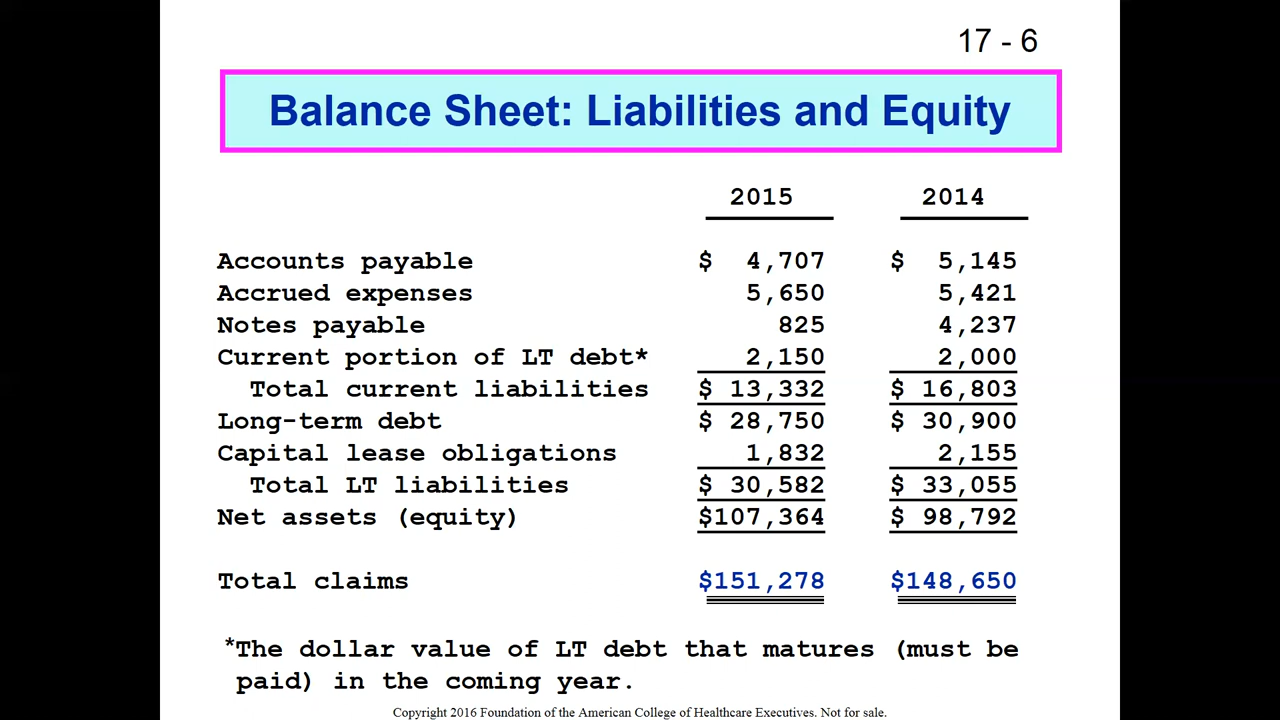 17 - 6
Balance Sheet: Liabilities and Equity
2015 2014
Accounts payable $ 4,707 $ 5,145
Accrued expenses 5,650 5,421
Notes payable 825 4,237
Current portion of LT debt* 2,150 2,000
Total current liabilities $ 13,332 $ 16,803
Long-term debt $ 28,750 $ 30,900
Capital lease obligations 1,832 2,155
Total LT liabilities $ 30,582 $ 33,055
Net assets (equity) $107,364 $ 98,792
Total claims $151,278 $148,650
*The dollar value of LT debt that matures (must be
paid) in the coming year.
Copyright 2016 Foundation of the American College of Healthcare Executives. Not for sale.